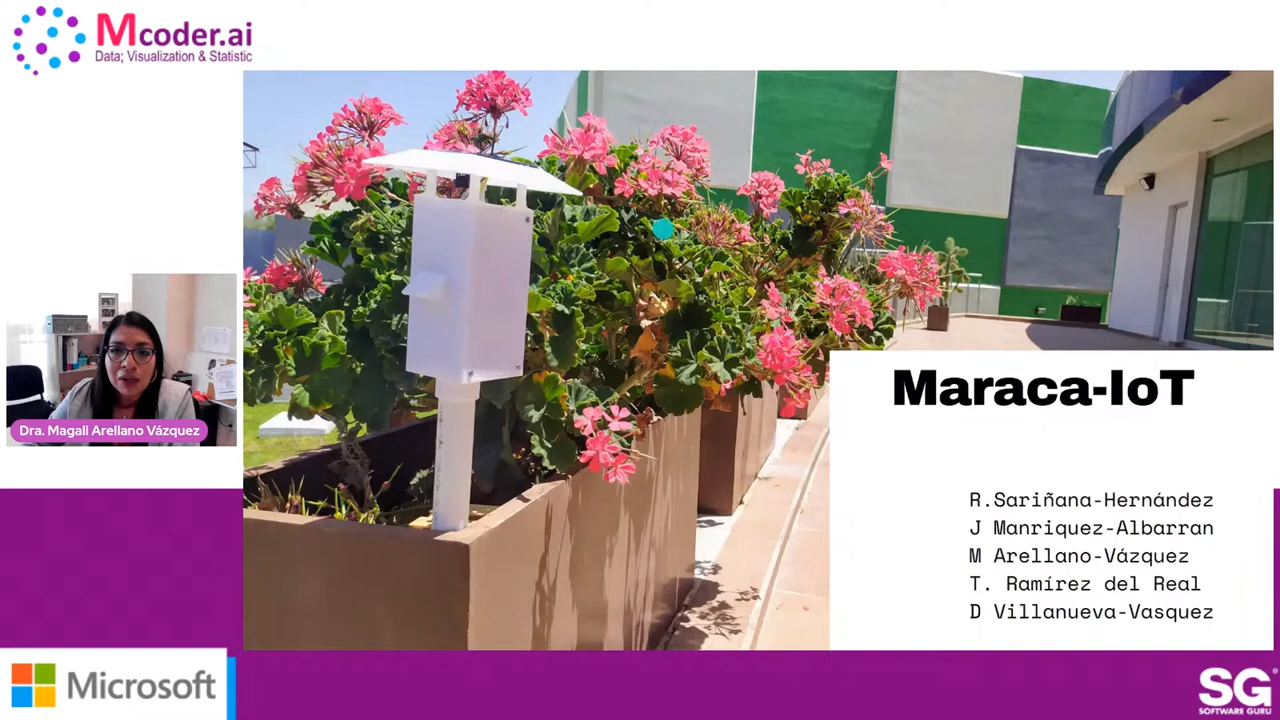 Mcoder.ai
Data; Visualization & Statistic
Maraca-IoT
R.Sariñana-Hernández
J Manriquez-Albarran
M Arellano-Vázquez
T. Ramírez del Real
D Villanueva-Vasquez
Dra. Magali Arellano Vázquez
Microsoft
SG
SOFTWARE GURU